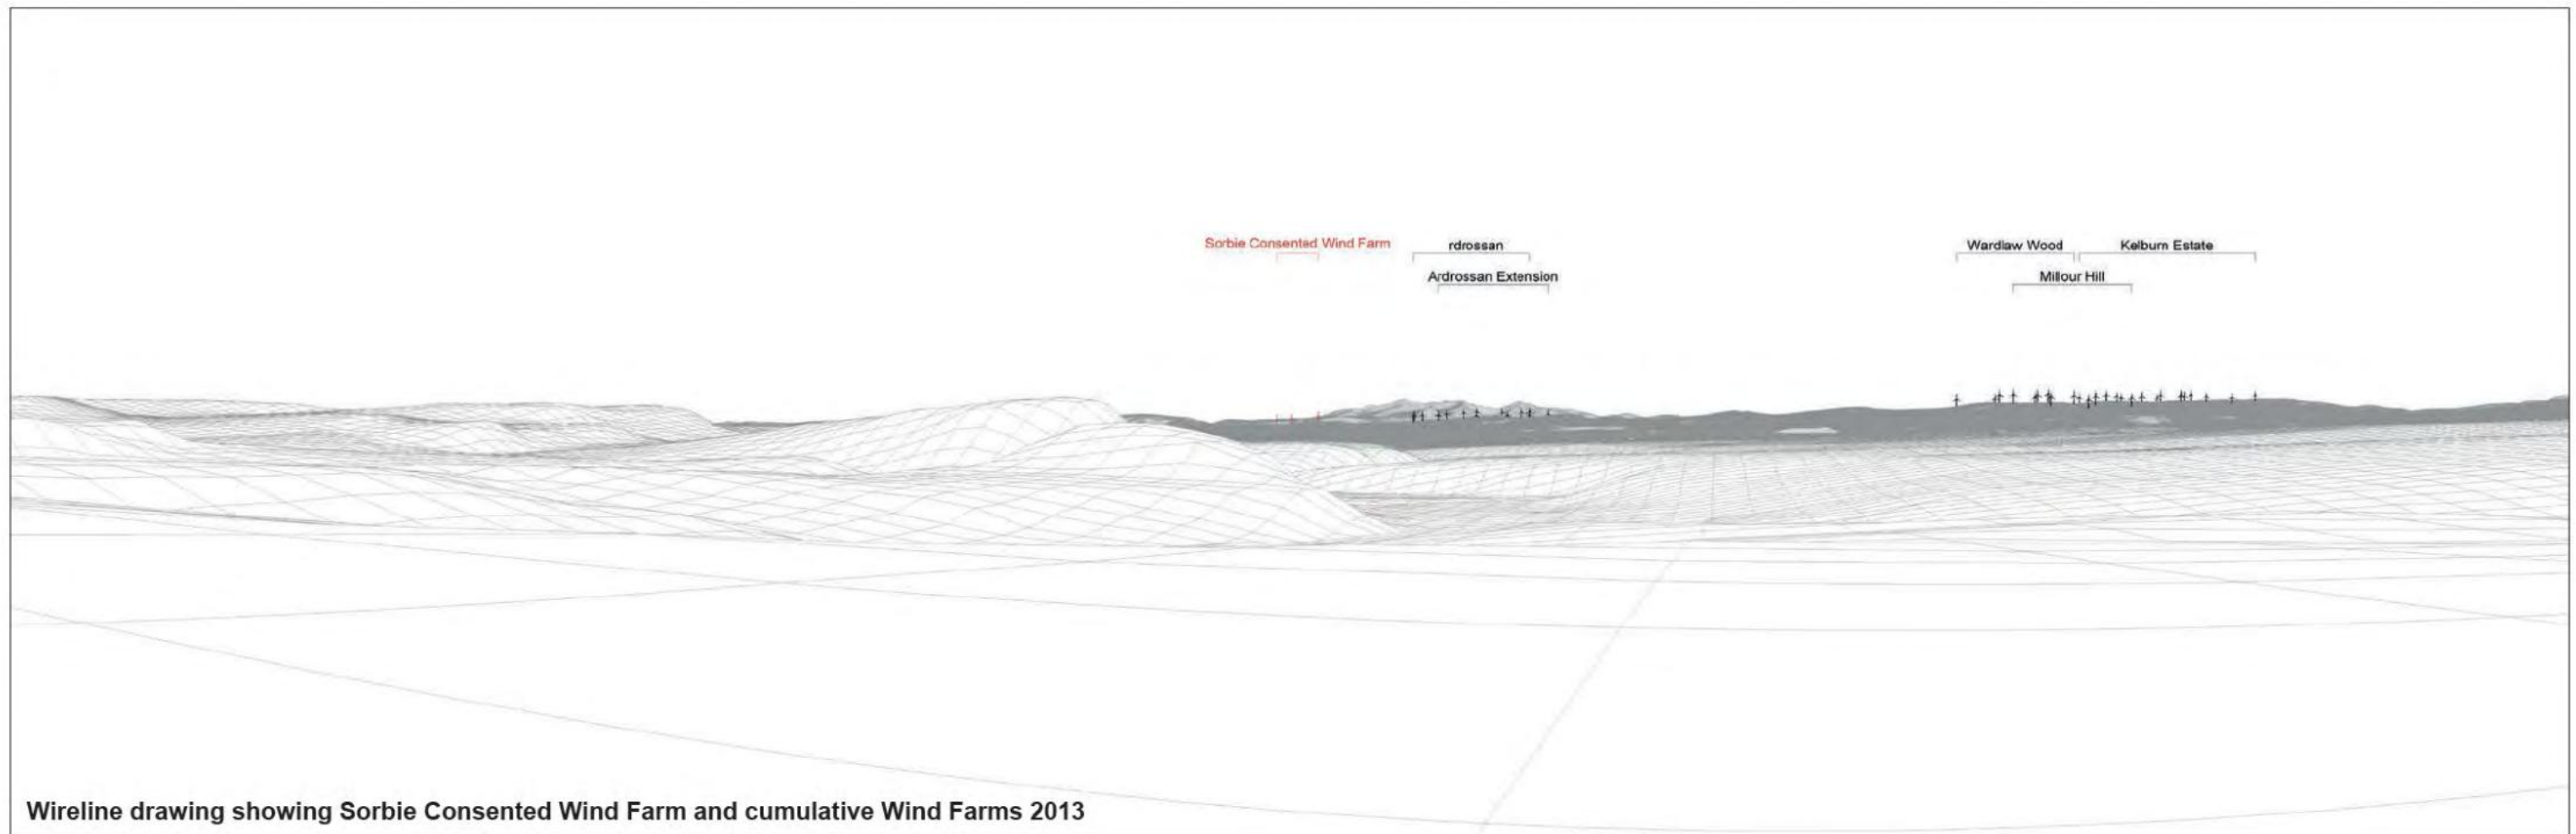 Sorbie Consented Wind Farm
rdrossan
Ardrossan Extension
Wardlaw Wood
Kelburn Estate
Millour Hill
Wireline drawing showing Sorbie Consented Wind Farm and cumulative Wind Farms 2013